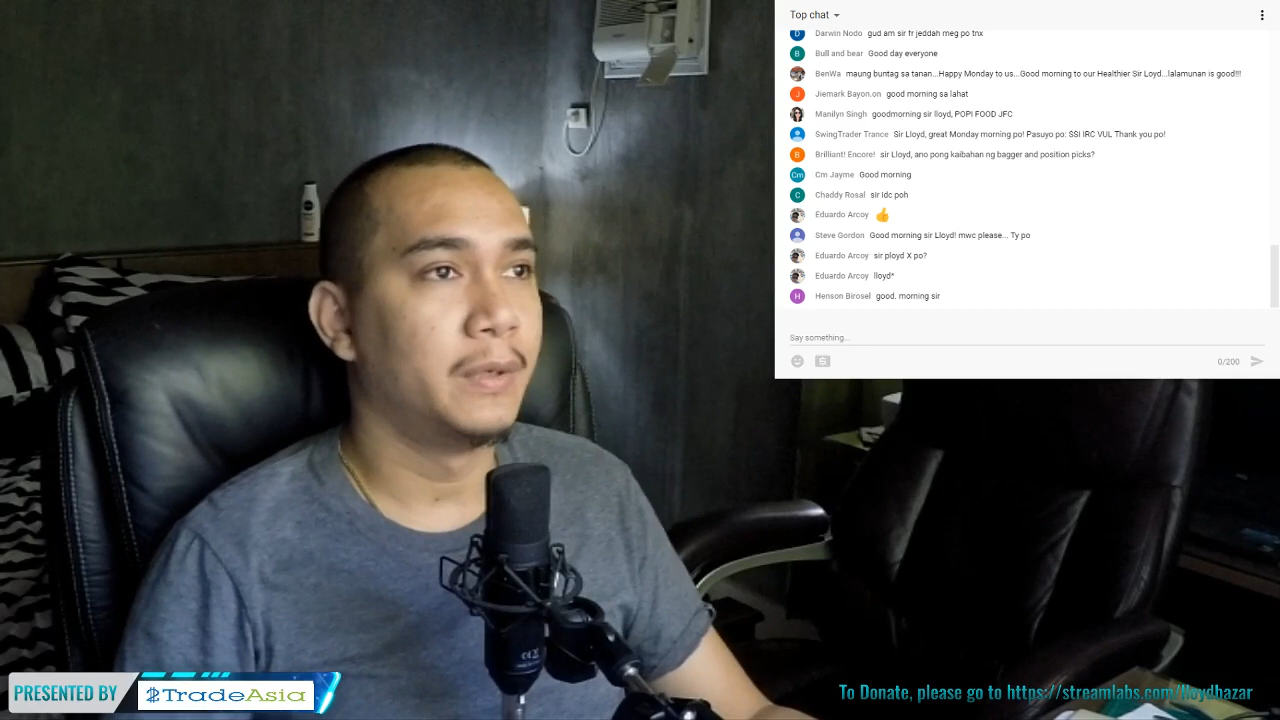 Top chat
D Darwin Nodo gud am sir fr jeddah meg po tnx
B Bull and bear Good day everyone
BenWa maung buntag sa tanan...Happy Monday to us...Good morning to our Healthier Sir Loyd...lalamunan is good!!!
J Jiemark Bayon.on good morning sa lahat
Manilyn Singh goodmorning sir lloyd, POPI FOOD JFC
SwingTrader Trance Sir Lloyd, great Monday morning po! Pasuyo po: SSI IRC VUL Thank you po!
B Brilliant! Encore! sir Lloyd, ano pong kaibahan ng bagger and position picks?
Cm Cm Jayme Good morning
C Chaddy Rosal sir idc poh
Eduardo Arcoy 👍
Steve Gordon Good morning sir Lloyd! mwc please... Ty po
Eduardo Arcoy sir ployd X po?
Eduardo Arcoy lloyd*
H Henson Birosel good. morning sir
Say something...
0/200
PRESENTED BY $TradeAsia
To Donate, please go to https://streamlabs.com/lloydbazar